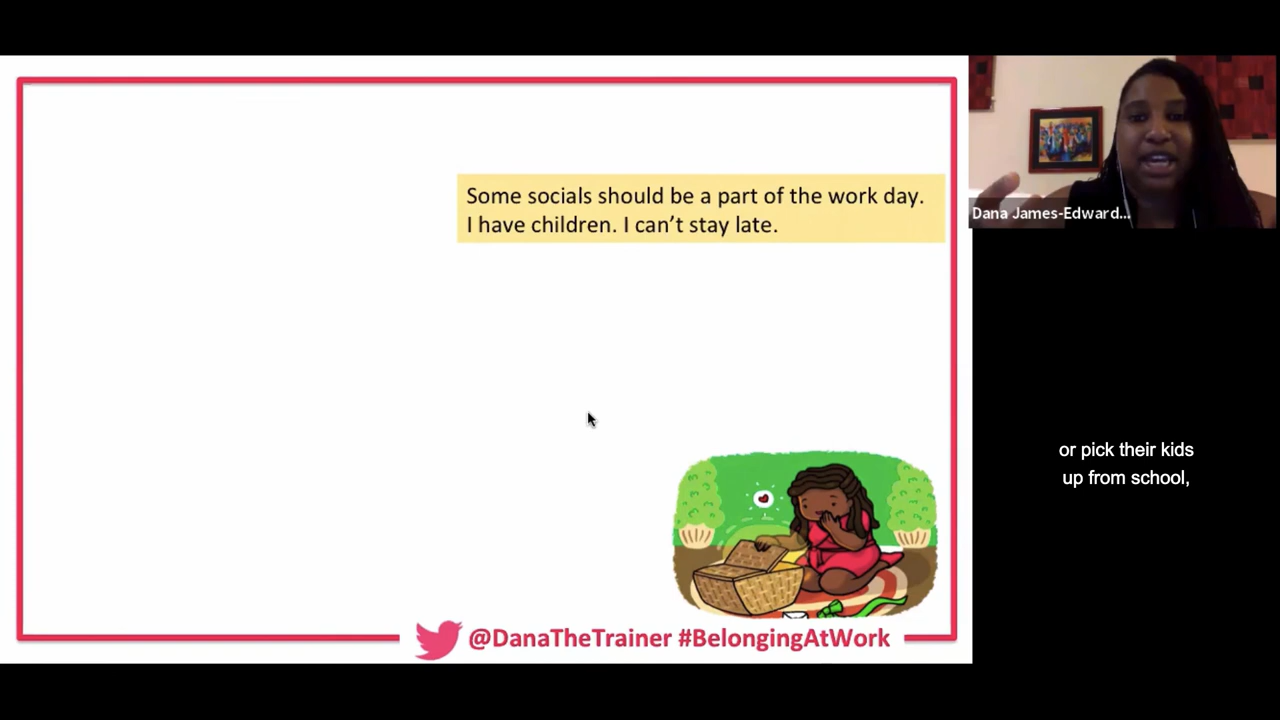 Some socials should be a part of the work day.
I have children. I can’t stay late.
Dana James-Edward...
or pick their kids
up from school,
@DanaTheTrainer #BelongingAtWork